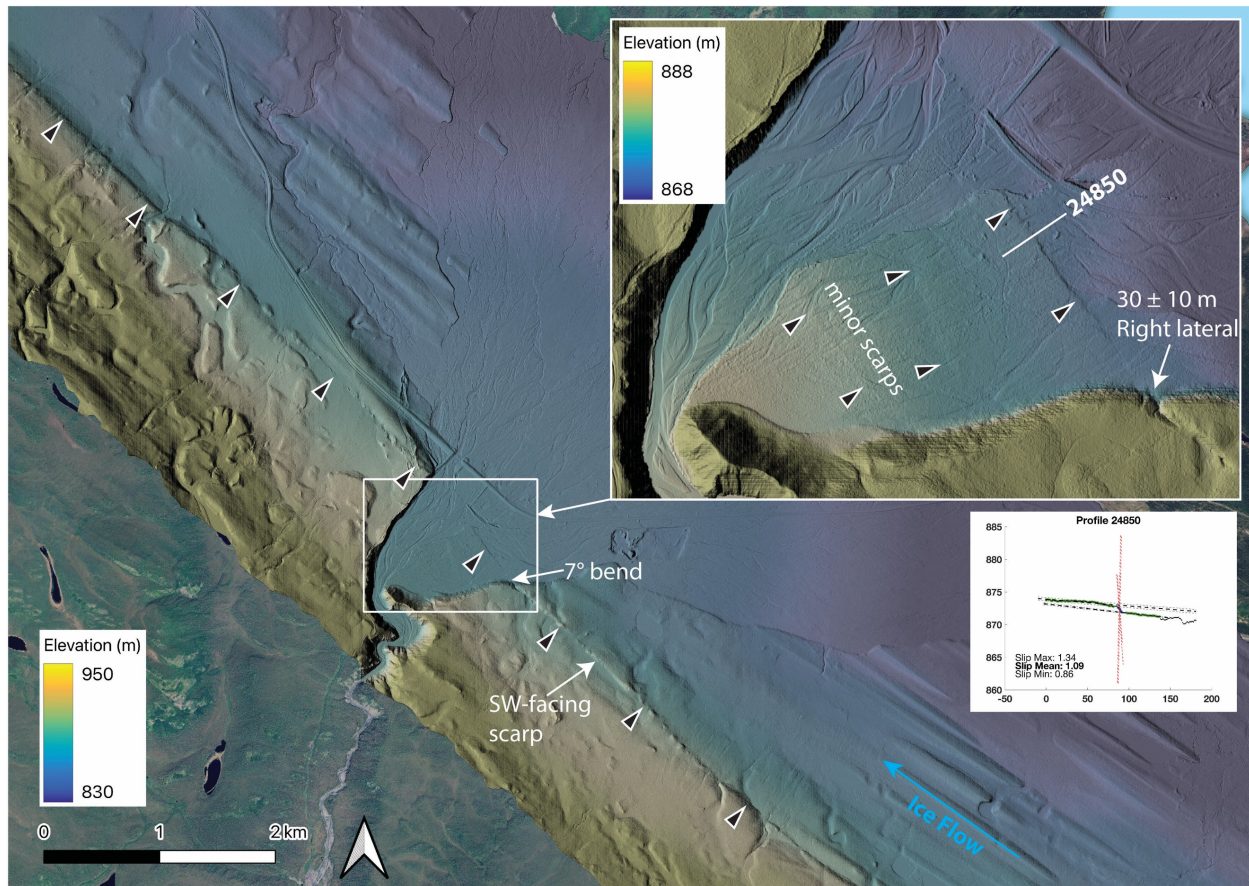 Elevation (m)
888
868
24850
minor scarps
30 ± 10 m
Right lateral
7° bend
SW-facing
scarp
Ice Flow
Elevation (m)
950
830
0
1
2 km
Profile 24850
885
880
875
870
865
860
Slip Max: 1.34
Slip Mean: 1.09
Slip Min: 0.86
-50
0
50
100
150
200